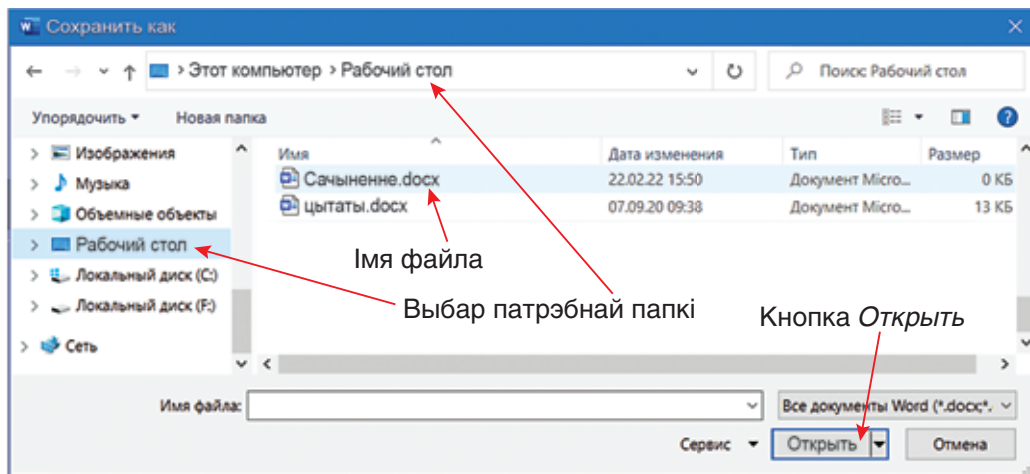 Сохранить как
Этот компьютер > Рабочий стол
Поиск: Рабочий стол
Упорядочить
Новая папка
Изображения
Имя
Дата изменения
Тип
Размер
Музыка
Сачыненне.docx
22.02.22 15:50
Документ Micro...
0 КБ
Объемные объекты
цытаты.docx
07.09.20 09:38
Документ Micro...
13 КБ
Рабочий стол
Імя файла
Локальный диск (C:)
Локальный диск (F:)
Выбар патрэбнай папкі
Кнопка Открыть
Сеть
Имя файла:
Все документы Word (*.docx;*.
Сервис
Открыть
Отмена